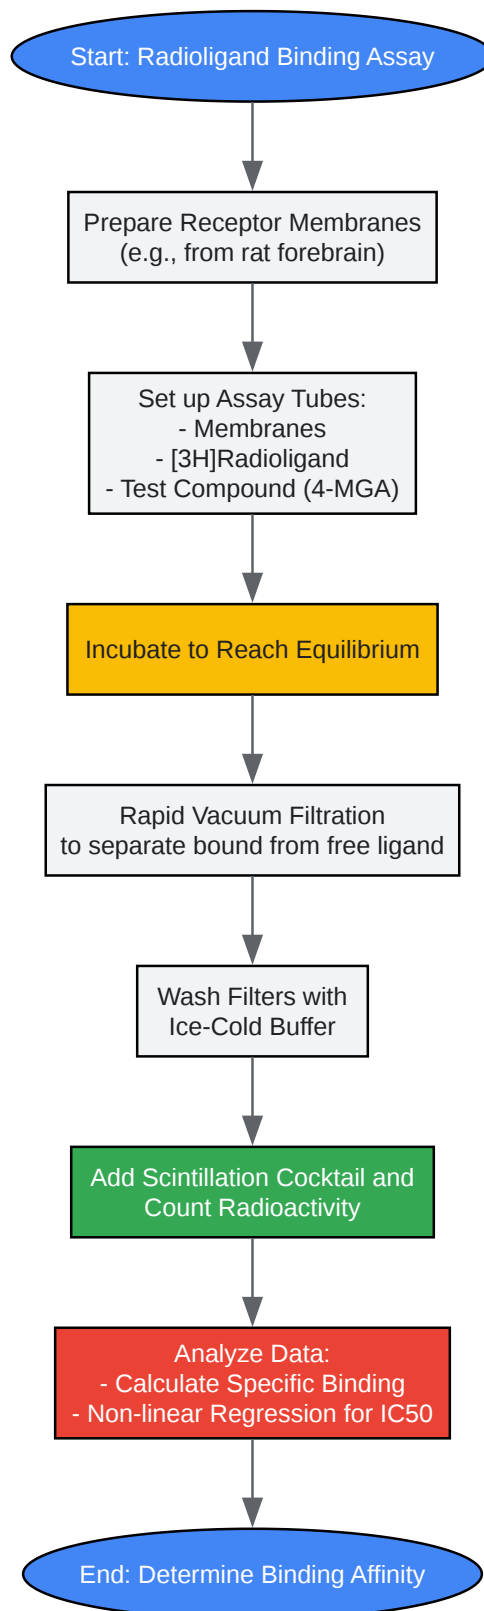 Start: Radioligand Binding Assay
Prepare Receptor Membranes
(e.g., from rat forebrain)
Set up Assay Tubes:
- Membranes
- [3H]Radioligand
- Test Compound (4-MGA)
Incubate to Reach Equilibrium
Rapid Vacuum Filtration
to separate bound from free ligand
Wash Filters with
Ice-Cold Buffer
Add Scintillation Cocktail and
Count Radioactivity
Analyze Data:
- Calculate Specific Binding
- Non-linear Regression for IC50
End: Determine Binding Affinity